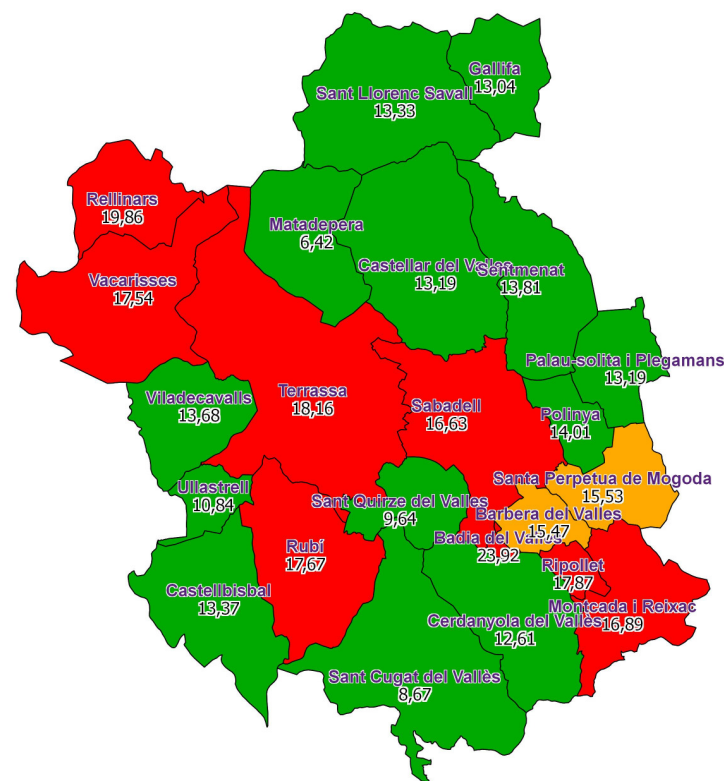 Gallifa
13,04
Sant Llorenc Savall
13,33
Rellinars
19,86
Matadepera
6,42
Castellar del Valles
13,19
Sentmenat
13,81
Vacarisses
17,54
Palau-solita i Plegamans
13,19
Viladecavalls
13,68
Terrassa
18,16
Sabadell
16,63
Polinya
14,01
Santa Perpetua de Mogoda
15,53
Ullastrell
10,84
Sant Quirze del Valles
9,64
Barbera del Valles
15,47
Badia del Valles
23,92
Rubí
17,67
Ripollet
17,87
Castellbisbal
13,37
Montcada i Reixac
16,89
Cerdanyola del Vallès
12,61
Sant Cugat del Vallès
8,67